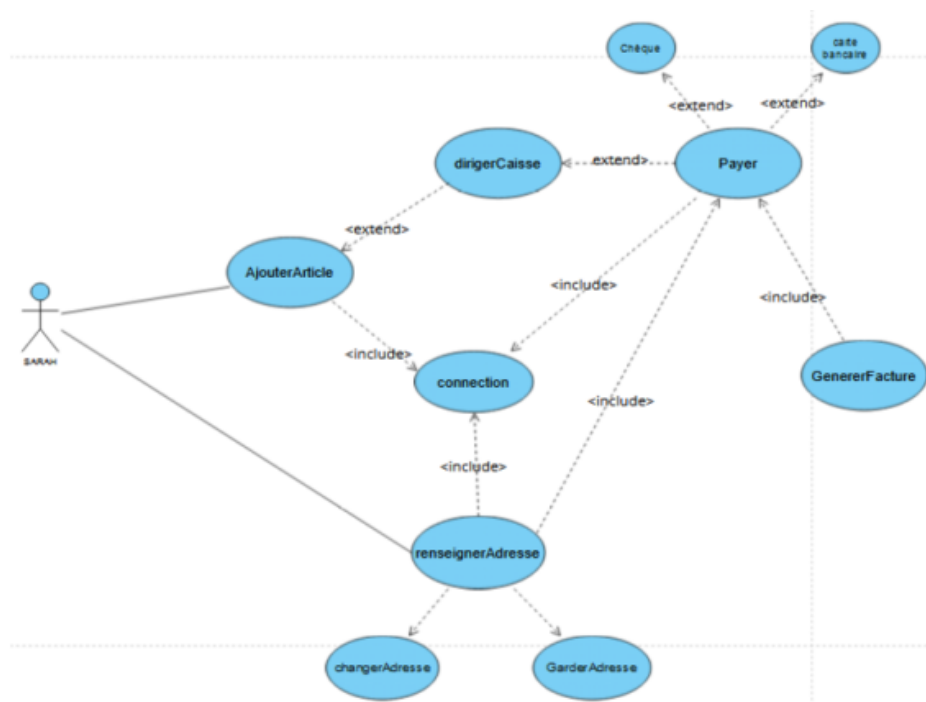 Chèque
carte
bancaire
<extend>
<extend>
dirigerCaisse
extend>
Payer
<extend>
AjouterArticle
<include>
<include>
SARAH
<include>
connection
GenererFacture
<include>
<include>
renseignerAdresse
changerAdresse
GarderAdresse